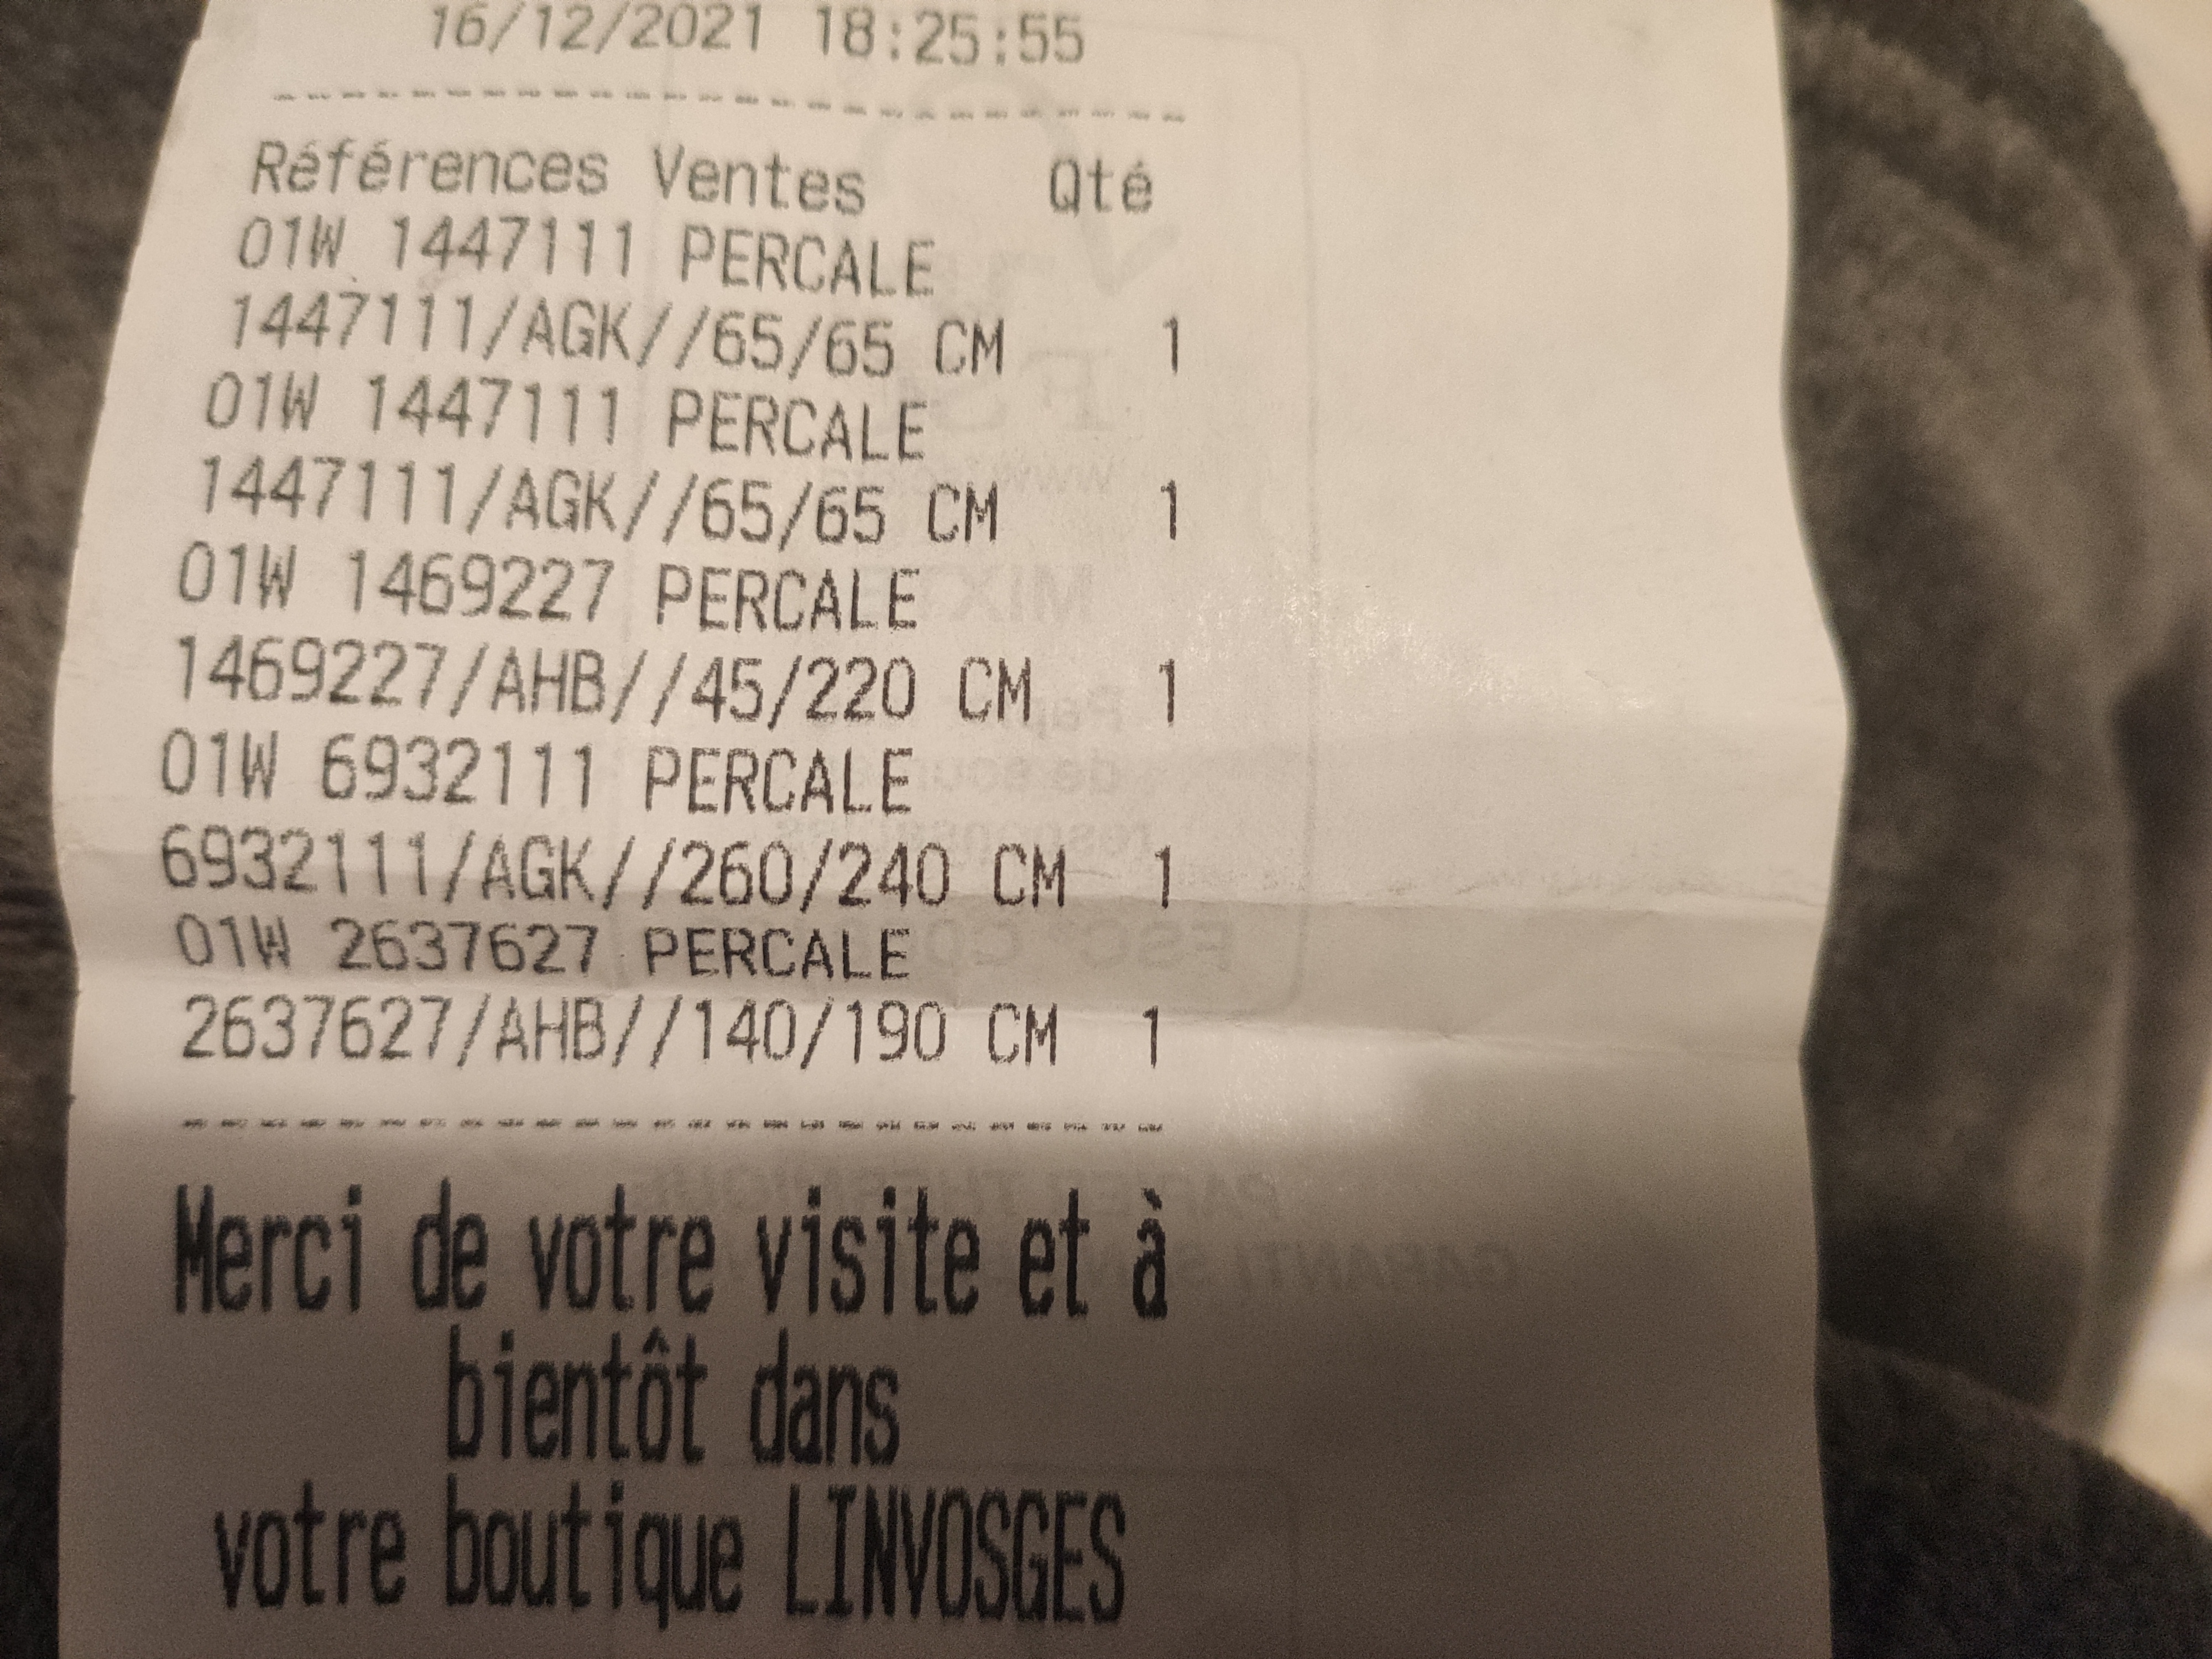 16/12/2021 18:25:55
--------------------------
Références Ventes Qté
01W 1447111 PERCALE
1447111/AGK//65/65 CM 1
01W 1447111 PERCALE
1447111/AGK//65/65 CM 1
01W 1469227 PERCALE
1469227/AHB//45/220 CM 1
01W 6932111 PERCALE
6932111/AGK//260/240 CM 1
01W 2637627 PERCALE
2637627/AHB//140/190 CM 1
--------------------------
Merci de votre visite et à
bientôt dans
votre boutique LINVOSGES